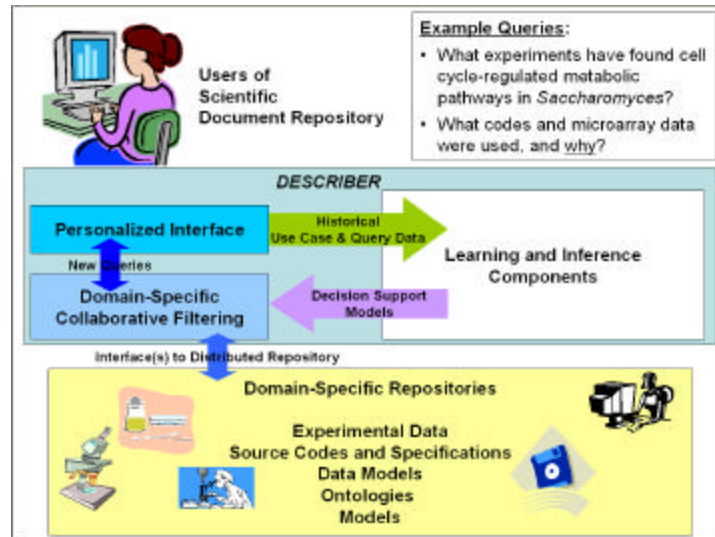 Users of
Scientific
Document Repository
Example Queries:
• What experiments have found cell
cycle-regulated metabolic
pathways in Saccharomyces?
• What codes and microarray data
were used, and why?
DESCRIBER
Personalized Interface
Historical
Use Case & Query Data
Learning and Inference
Components
New Queries
Domain-Specific
Collaborative Filtering
Decision Support
Models
Interface(s) to Distributed Repository
Domain-Specific Repositories
Experimental Data
Source Codes and Specifications
Data Models
Ontologies
Models